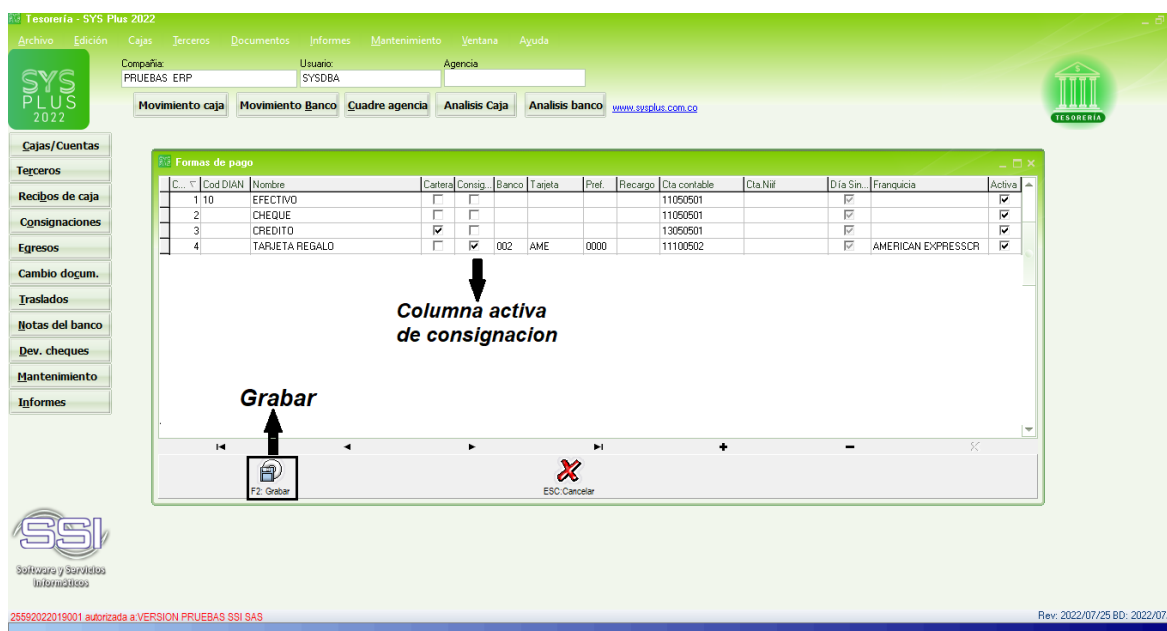 Tesorería - SYS Plus 2022
Archivo Edición Cajas Terceros Documentos Informes Mantenimiento Ventana Ayuda
SYS
PLUS
2022
Compañia: Usuario: Agencia
PRUEBAS ERP SYSDBA
Movimiento caja Movimiento Banco Cuadre agencia Analisis Caja Analisis banco www.sysplus.com.co
TESORERÍA
Cajas/Cuentas
Terceros
Recibos de caja
Consignaciones
Egresos
Cambio docum.
Traslados
Notas del banco
Dev. cheques
Mantenimiento
Informes
Formas de pago
C... Cod DIAN Nombre Cartera Consig... Banco Tarjeta Pref. Recargo Cta contable Cta.Niif Día Sin... Franquicia Activa
1 10 EFECTIVO 11050501
2 CHEQUE 11050501
3 CREDITO 13050501
4 TARJETA REGALO 002 AME 0000 11100502 AMERICAN EXPRESSCR
Columna activa
de consignacion
Grabar
F2: Grabar ESC:Cancelar
SSI
Software y Servicios
Informáticos
25592022019001 autorizada a:VERSION PRUEBAS SSI SAS
Rev: 2022/07/25 BD: 2022/07